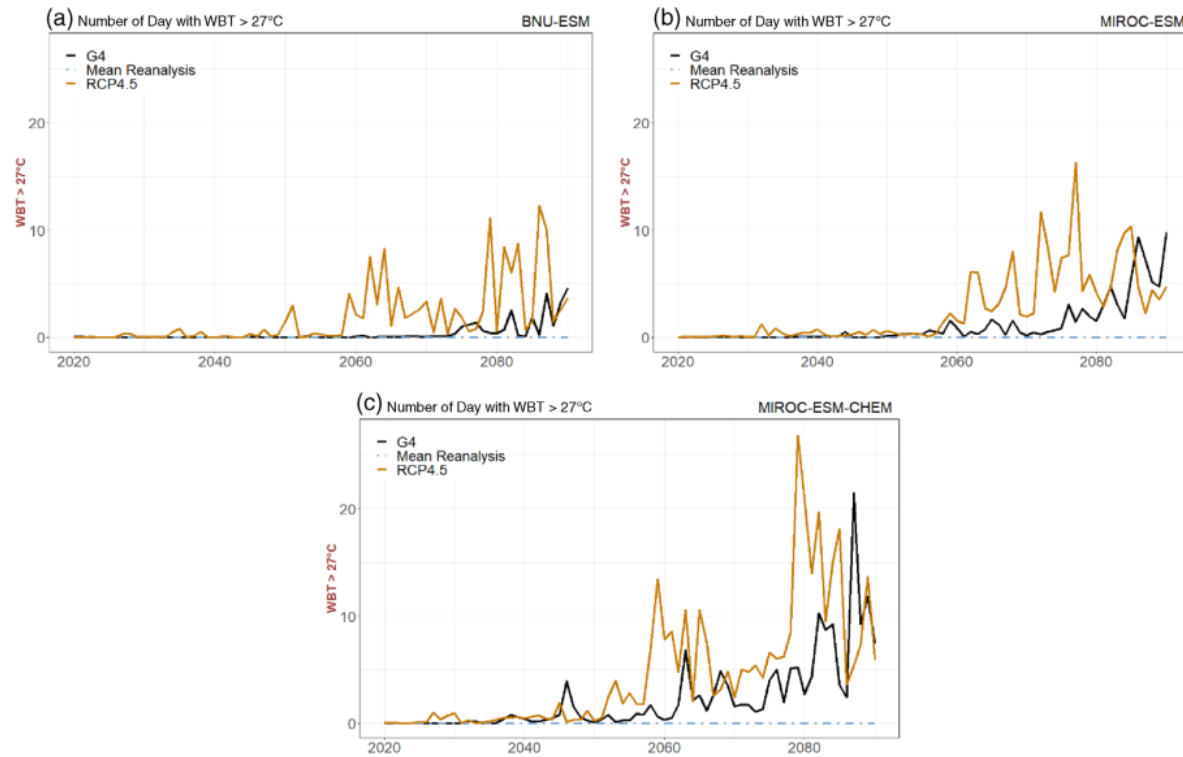 (a) Number of Day with WBT > 27°C BNU-ESM
G4
Mean Reanalysis
RCP4.5
20
10
0
WBT > 27°C
2020 2040 2060 2080
(b) Number of Day with WBT > 27°C MIROC-ESM
G4
Mean Reanalysis
RCP4.5
20
10
0
WBT > 27°C
2020 2040 2060 2080
(c) Number of Day with WBT > 27°C MIROC-ESM-CHEM
G4
Mean Reanalysis
RCP4.5
20
10
0
WBT > 27°C
2020 2040 2060 2080